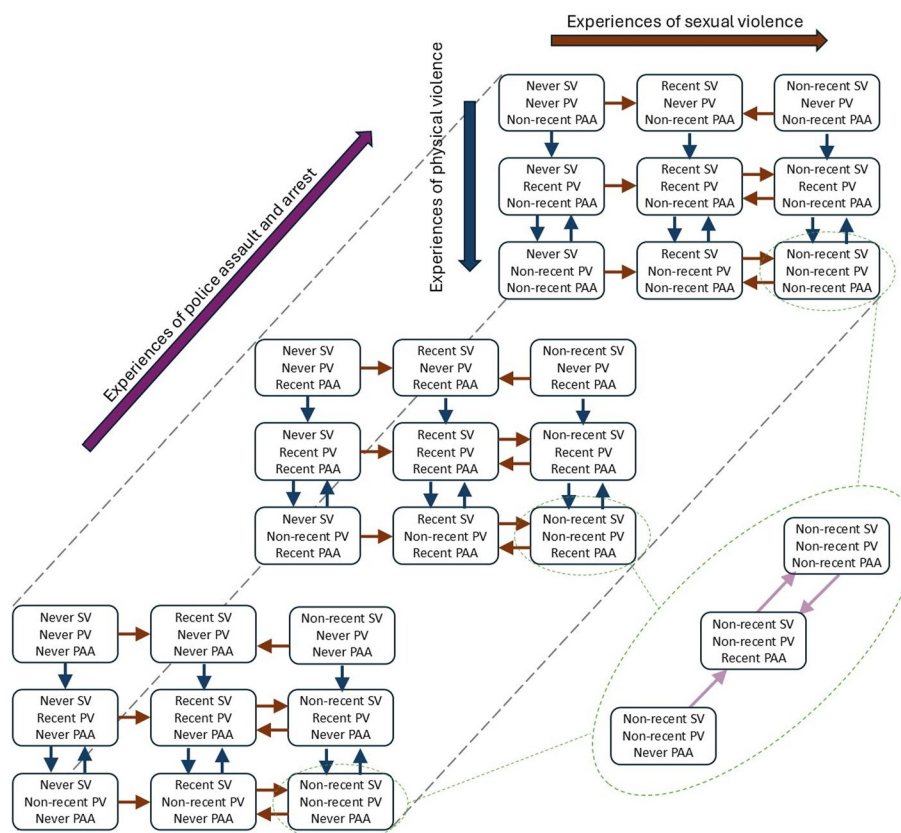 Experiences of sexual violence
Experiences of physical violence
Experiences of police assault and arrest
Never SV
Never PV
Non-recent PAA
Recent SV
Never PV
Non-recent PAA
Non-recent SV
Never PV
Non-recent PAA
Never SV
Recent PV
Non-recent PAA
Recent SV
Recent PV
Non-recent PAA
Non-recent SV
Recent PV
Non-recent PAA
Never SV
Non-recent PV
Non-recent PAA
Recent SV
Non-recent PV
Non-recent PAA
Non-recent SV
Non-recent PV
Non-recent PAA
Never SV
Never PV
Recent PAA
Recent SV
Never PV
Recent PAA
Non-recent SV
Never PV
Recent PAA
Never SV
Recent PV
Recent PAA
Recent SV
Recent PV
Recent PAA
Non-recent SV
Recent PV
Recent PAA
Never SV
Non-recent PV
Recent PAA
Recent SV
Non-recent PV
Recent PAA
Non-recent SV
Non-recent PV
Recent PAA
Never SV
Never PV
Never PAA
Recent SV
Never PV
Never PAA
Non-recent SV
Never PV
Never PAA
Never SV
Recent PV
Never PAA
Recent SV
Recent PV
Never PAA
Non-recent SV
Recent PV
Never PAA
Never SV
Non-recent PV
Never PAA
Recent SV
Non-recent PV
Never PAA
Non-recent SV
Non-recent PV
Never PAA
Non-recent SV
Non-recent PV
Non-recent PAA
Non-recent SV
Non-recent PV
Recent PAA
Non-recent SV
Non-recent PV
Never PAA